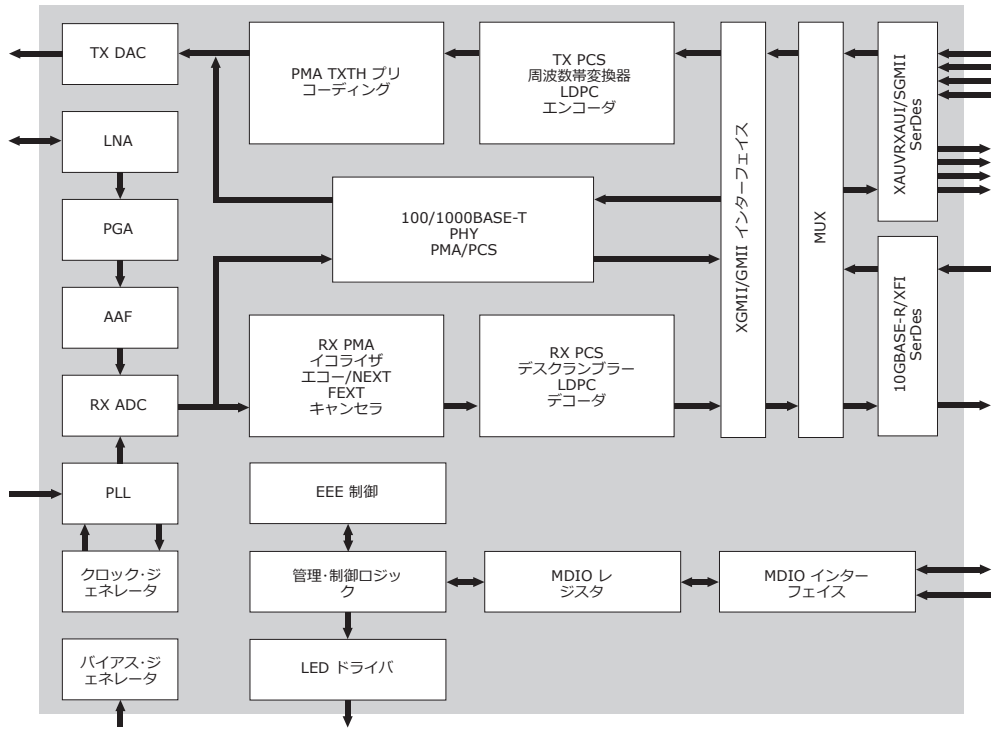 TX DAC
PMA TXTH プリ
コーディング
TX PCS
周波数帯変換器
LDPC
エンコーダ
XGMII/GMII インターフェイス
MUX
XAUVRXAUI/SGMII
SerDes
LNA
PGA
100/1000BASE-T
PHY
PMA/PCS
10GBASE-R/XFI
SerDes
AAF
RX ADC
RX PMA
イコライザ
エコー/NEXT
FEXT
キャンセラ
RX PCS
デスクランブラー
LDPC
デコーダ
PLL
EEE 制御
クロック・ジ
ェネレータ
管理・制御ロジッ
ク
MDIO レ
ジスタ
MDIO インター
フェイス
バイアス・ジ
ェネレータ
LED ドライバ